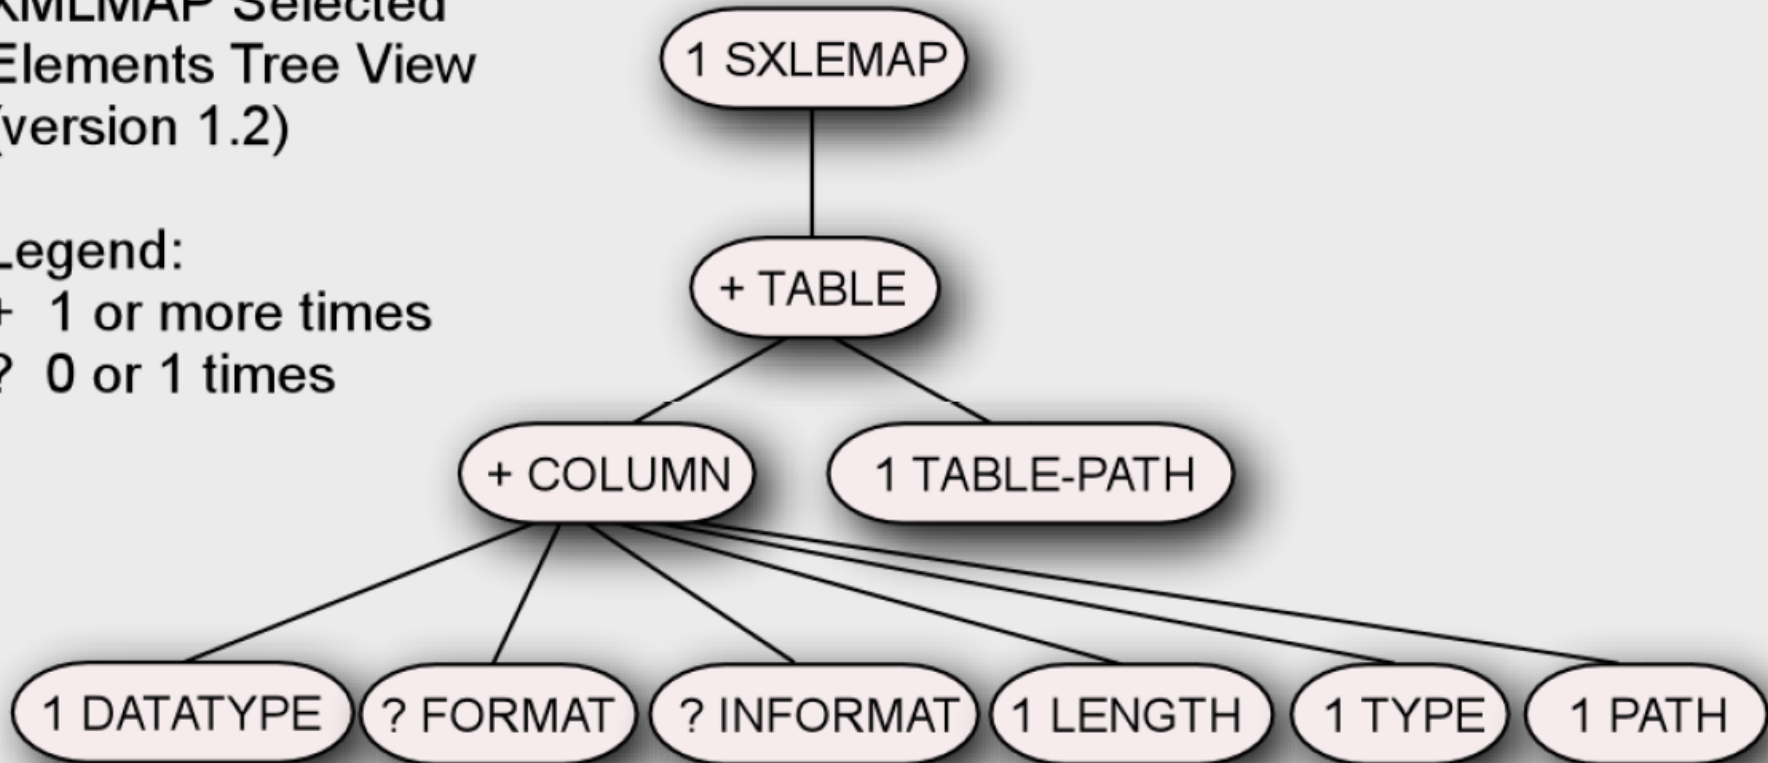 XMLMAP Selected
Elements Tree View
(version 1.2)
Legend:
+ 1 or more times
? 0 or 1 times
1 SXLEMAP
+ TABLE
+ COLUMN
1 TABLE-PATH
1 DATATYPE
? FORMAT
? INFORMAT
1 LENGTH
1 TYPE
1 PATH